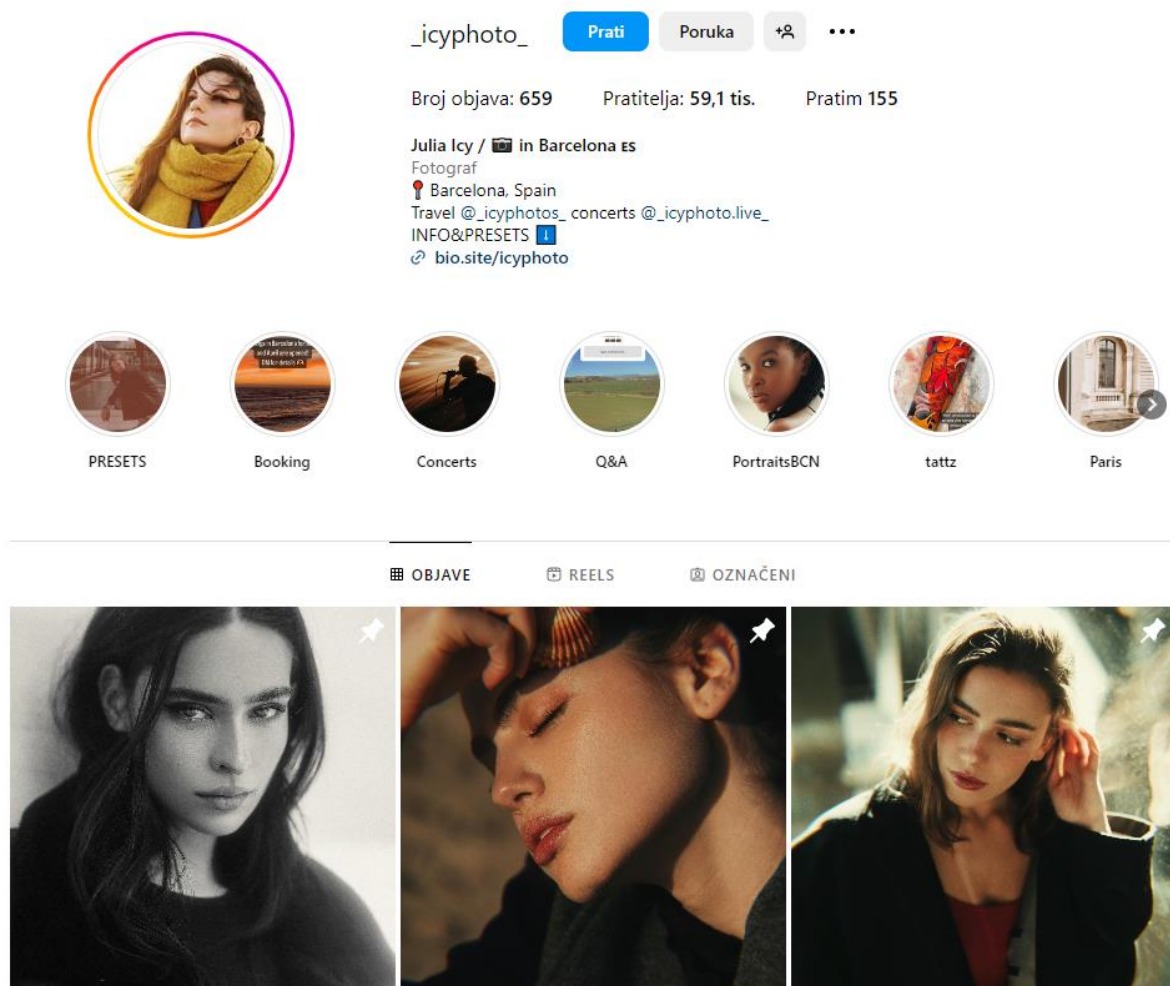 _icyphoto_ Prati Poruka
Broj objava: 659 Pratitelja: 59,1 tis. Pratim 155
Julia Icy / 📷 in Barcelona ES
Fotograf
📍 Barcelona, Spain
Travel @_icyphotos_ concerts @_icyphoto.live_
INFO&PRESETS ⬇️
bio.site/icyphoto
PRESETS Booking Concerts Q&A PortraitsBCN tattz Paris
OBJAVE REELS OZNAČENI